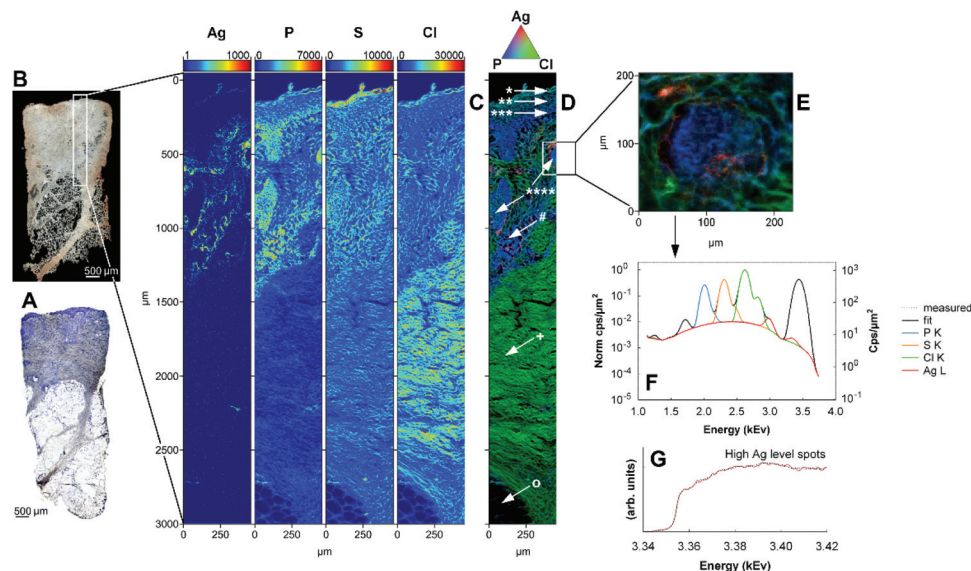 Ag
P
S
Cl
1
1000
0
7000
0
10000
0
30000
Ag
P
Cl
B
500 µm
A
500 µm
0
500
1000
1500
2000
2500
3000
µm
0
250
0
250
0
250
0
250
µm
C
D
*
**
***
****
#
+
o
0
250
µm
E
200
100
0
µm
0
100
200
µm
F
10⁰
10⁻¹
10⁻²
10⁻³
10⁻⁴
10⁻⁵
Norm cps/µm²
10³
10²
10¹
10⁰
10⁻¹
Cps/µm²
1.0
1.5
2.0
2.5
3.0
3.5
4.0
Energy (kEv)
measured
fit
P K
S K
Cl K
Ag L
G
High Ag level spots
(arb. units)
3.34
3.36
3.38
3.40
3.42
Energy (kEv)